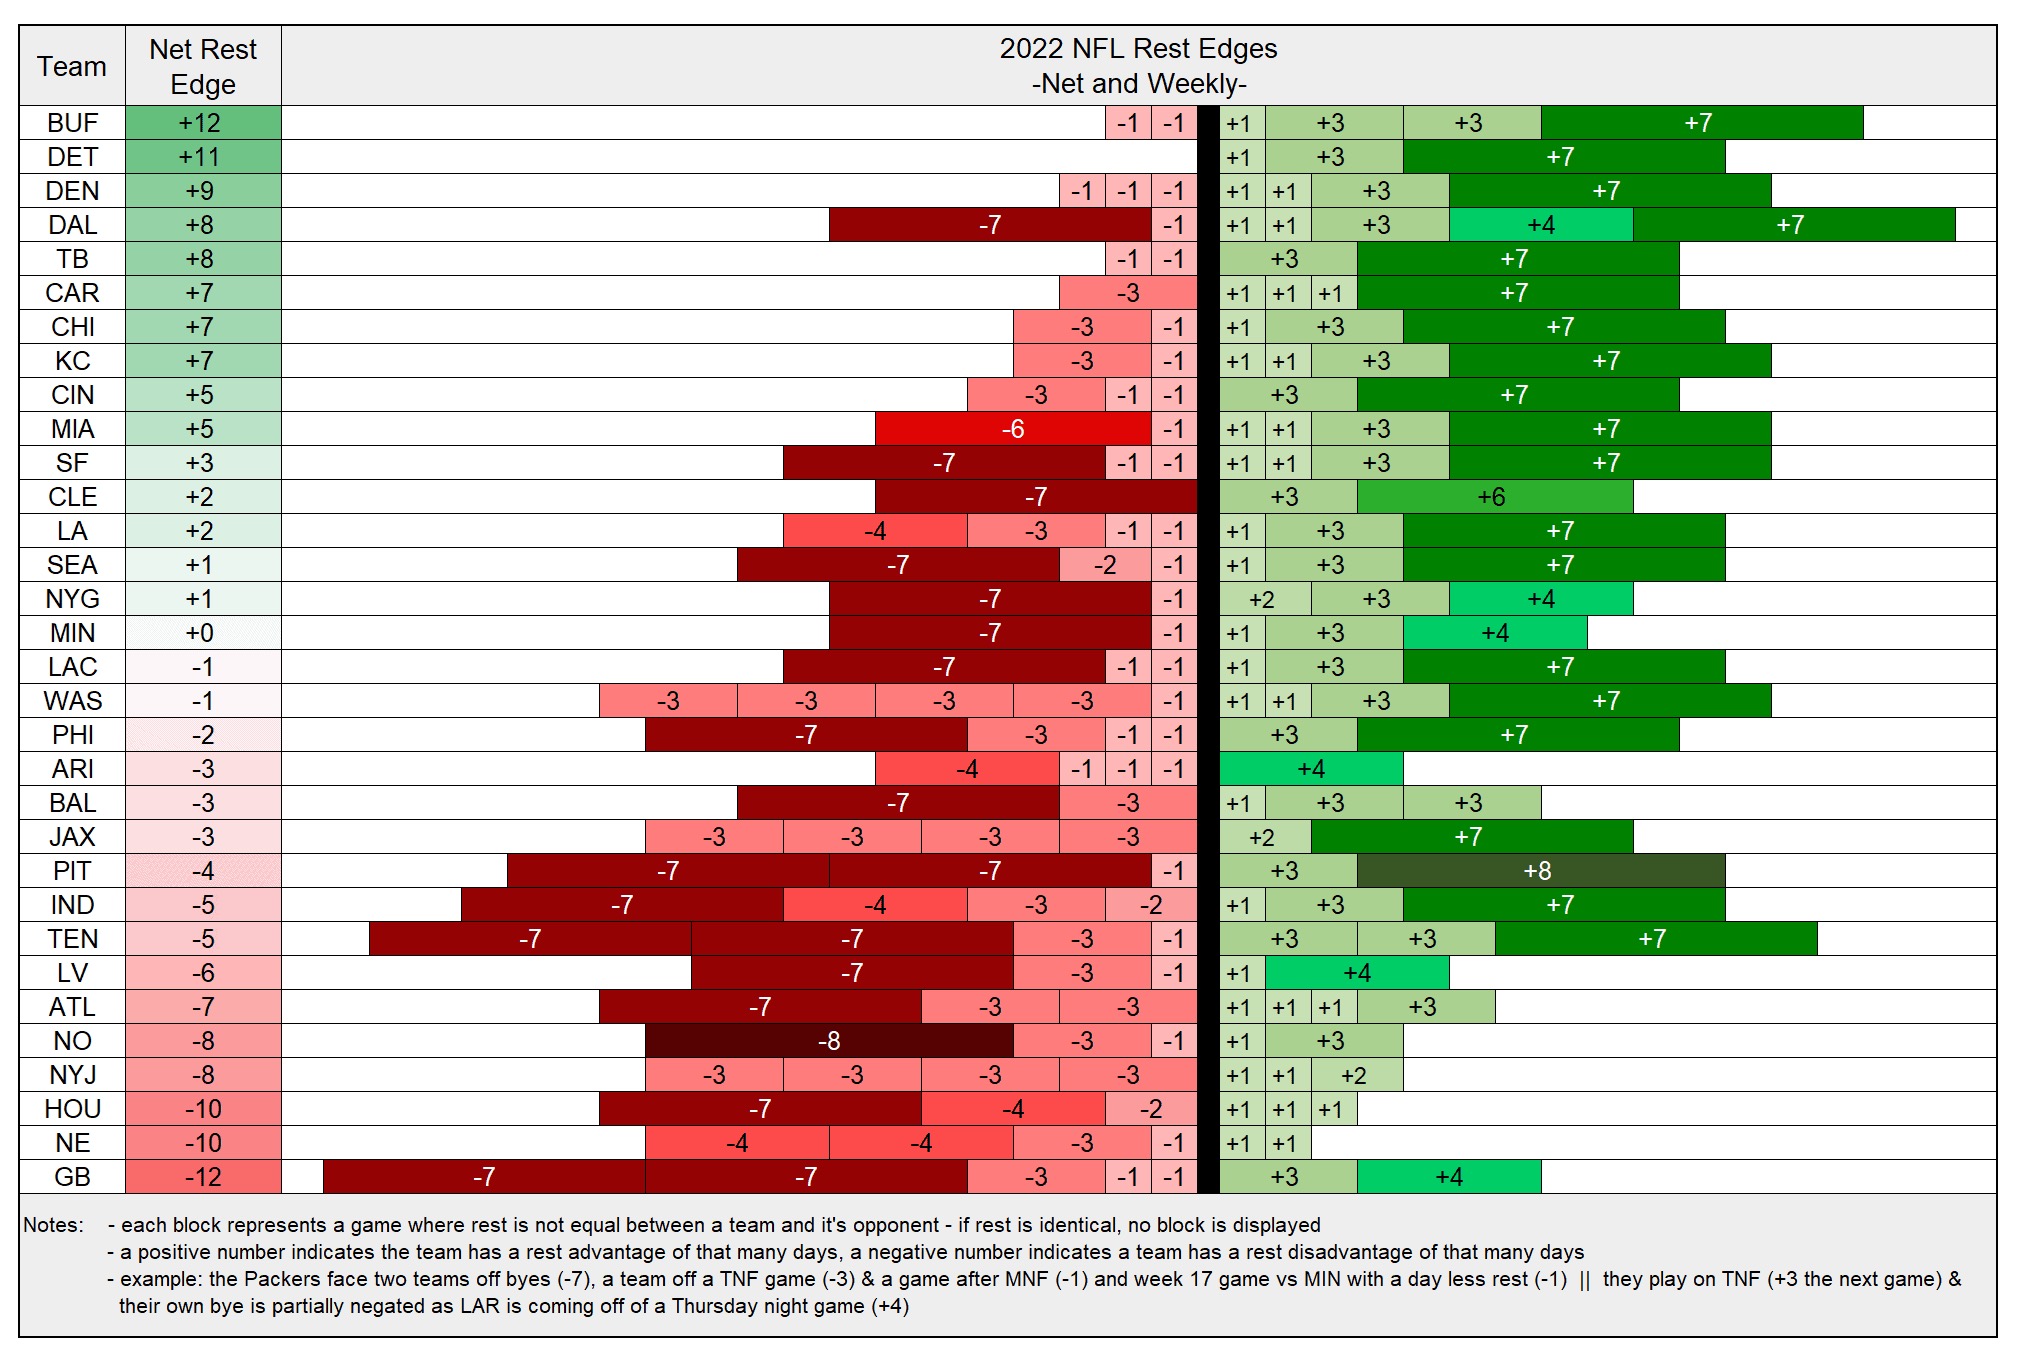 Team Net Rest Edge 2022 NFL Rest Edges
-Net and Weekly-
BUF +12 -1 -1 +1 +3 +3 +7
DET +11 +1 +3 +7
DEN +9 -1 -1 -1 +1 +1 +3 +7
DAL +8 -7 -1 +1 +1 +3 +4 +7
TB +8 -1 -1 +3 +7
CAR +7 -3 +1 +1 +1 +7
CHI +7 -3 -1 +1 +3 +7
KC +7 -3 -1 +1 +1 +3 +7
CIN +5 -3 -1 -1 +3 +7
MIA +5 -6 -1 +1 +1 +3 +7
SF +3 -7 -1 -1 +1 +1 +3 +7
CLE +2 -7 +3 +6
LA +2 -4 -3 -1 -1 +1 +3 +7
SEA +1 -7 -2 -1 +1 +3 +7
NYG +1 -7 -1 +2 +3 +4
MIN +0 -7 -1 +1 +3 +4
LAC -1 -7 -1 -1 +1 +3 +7
WAS -1 -3 -3 -3 -3 -1 +1 +1 +3 +7
PHI -2 -7 -3 -1 -1 +3 +7
ARI -3 -4 -1 -1 -1 +4
BAL -3 -7 -3 +1 +3 +3
JAX -3 -3 -3 -3 -3 +2 +7
PIT -4 -7 -7 -1 +3 +8
IND -5 -7 -4 -3 -2 +1 +3 +7
TEN -5 -7 -7 -3 -1 +3 +3 +7
LV -6 -7 -3 -1 +1 +4
ATL -7 -7 -3 -3 +1 +1 +1 +3
NO -8 -8 -3 -1 +1 +3
NYJ -8 -3 -3 -3 -3 +1 +1 +2
HOU -10 -7 -4 -2 +1 +1 +1
NE -10 -4 -4 -3 -1 +1 +1
GB -12 -7 -7 -3 -1 -1 +3 +4
Notes: - each block represents a game where rest is not equal between a team and it's opponent - if rest is identical, no block is displayed
- a positive number indicates the team has a rest advantage of that many days, a negative number indicates a team has a rest disadvantage of that many days
- example: the Packers face two teams off byes (-7), a team off a TNF game (-3) & a game after MNF (-1) and week 17 game vs MIN with a day less rest (-1) || they play on TNF (+3 the next game) &
their own bye is partially negated as LAR is coming off of a Thursday night game (+4)